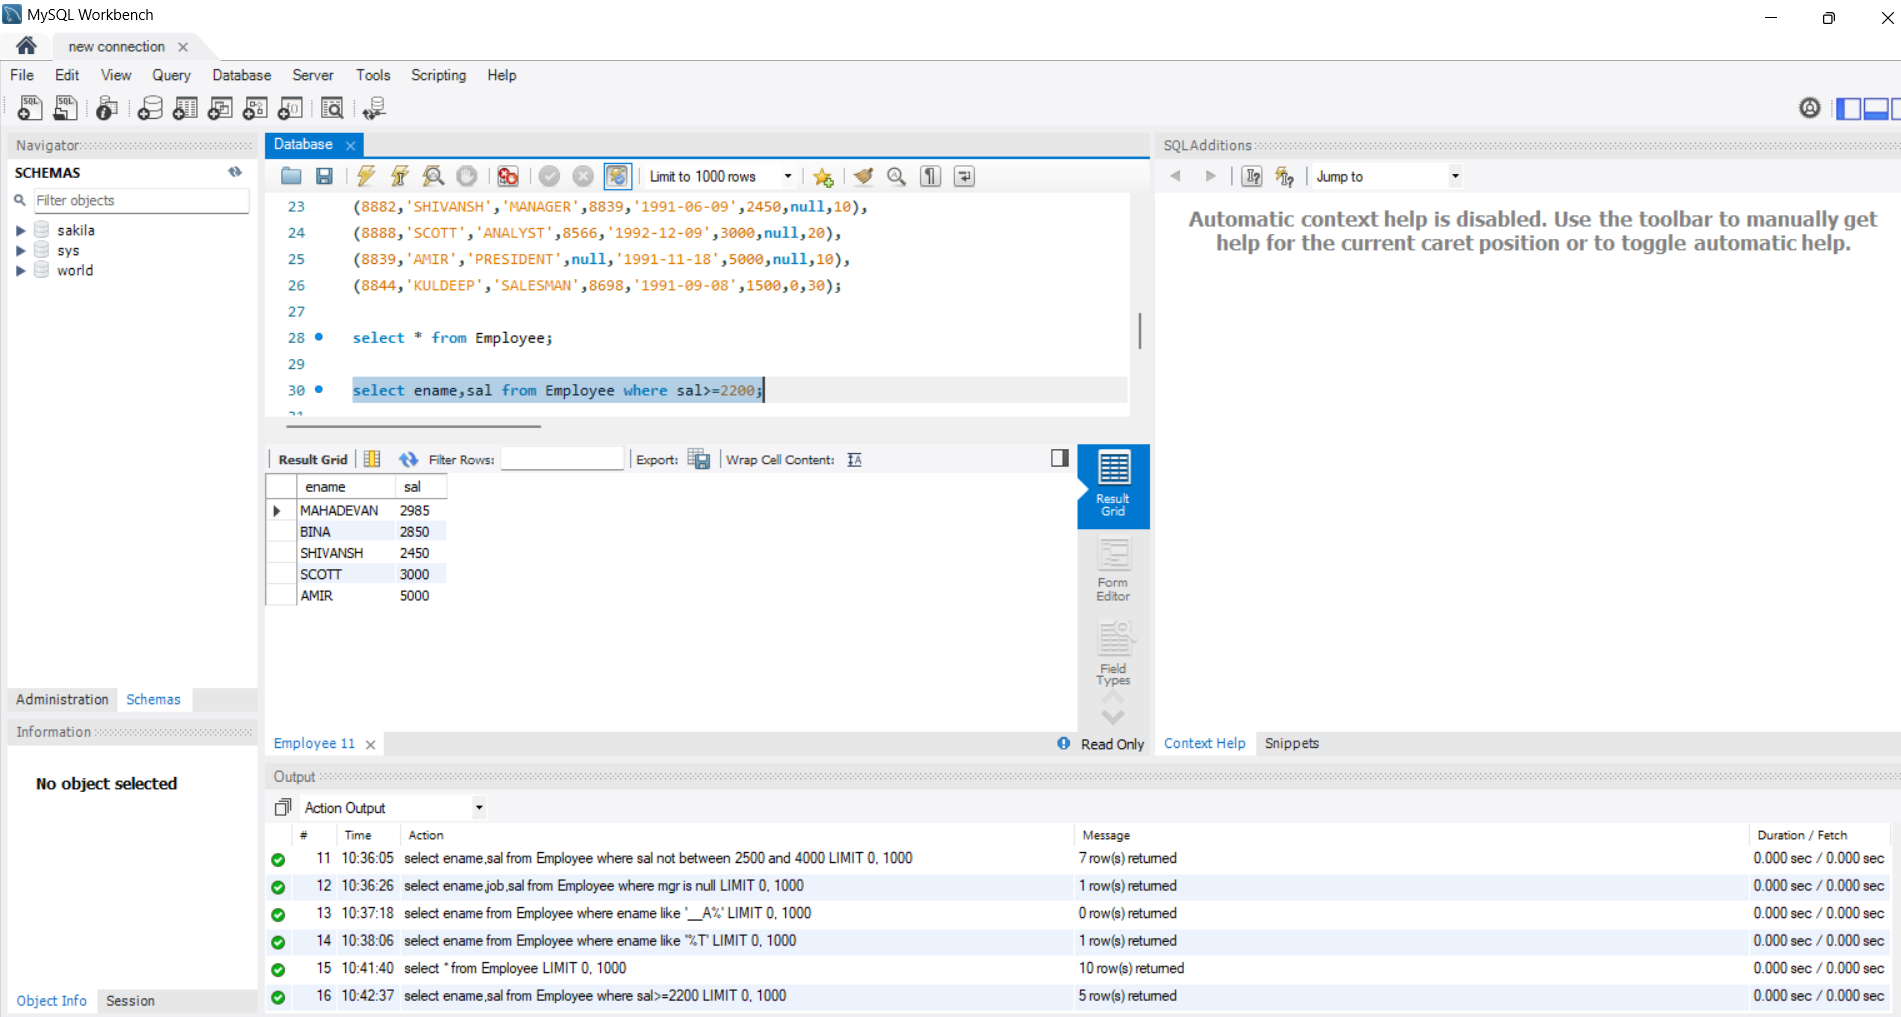 MySQL Workbench
new connection
File Edit View Query Database Server Tools Scripting Help
Navigator
SCHEMAS
Filter objects
sakila
sys
world
Administration Schemas
Information
No object selected
Object Info Session
Database
Limit to 1000 rows
23 (8882,'SHIVANSH','MANAGER',8839,'1991-06-09',2450,null,10),
24 (8888,'SCOTT','ANALYST',8566,'1992-12-09',3000,null,20),
25 (8839,'AMIR','PRESIDENT',null,'1991-11-18',5000,null,10),
26 (8844,'KULDEEP','SALESMAN',8698,'1991-09-08',1500,0,30);
27
28 select * from Employee;
29
30 select ename,sal from Employee where sal>=2200;
31
Result Grid Filter Rows: Export: Wrap Cell Content:
ename sal
MAHADEVAN 2985
BINA 2850
SHIVANSH 2450
SCOTT 3000
AMIR 5000
Result Grid
Form Editor
Field Types
Employee 11
Read Only
SQLAdditions
Jump to
Automatic context help is disabled. Use the toolbar to manually get
help for the current caret position or to toggle automatic help.
Context Help Snippets
Output
Action Output
# Time Action Message Duration / Fetch
11 10:36:05 select ename,sal from Employee where sal not between 2500 and 4000 LIMIT 0, 1000 7 row(s) returned 0.000 sec / 0.000 sec
12 10:36:26 select ename,job,sal from Employee where mgr is null LIMIT 0, 1000 1 row(s) returned 0.000 sec / 0.000 sec
13 10:37:18 select ename from Employee where ename like '__A%' LIMIT 0, 1000 0 row(s) returned 0.000 sec / 0.000 sec
14 10:38:06 select ename from Employee where ename like '%T' LIMIT 0, 1000 1 row(s) returned 0.000 sec / 0.000 sec
15 10:41:40 select * from Employee LIMIT 0, 1000 10 row(s) returned 0.000 sec / 0.000 sec
16 10:42:37 select ename,sal from Employee where sal>=2200 LIMIT 0, 1000 5 row(s) returned 0.000 sec / 0.000 sec